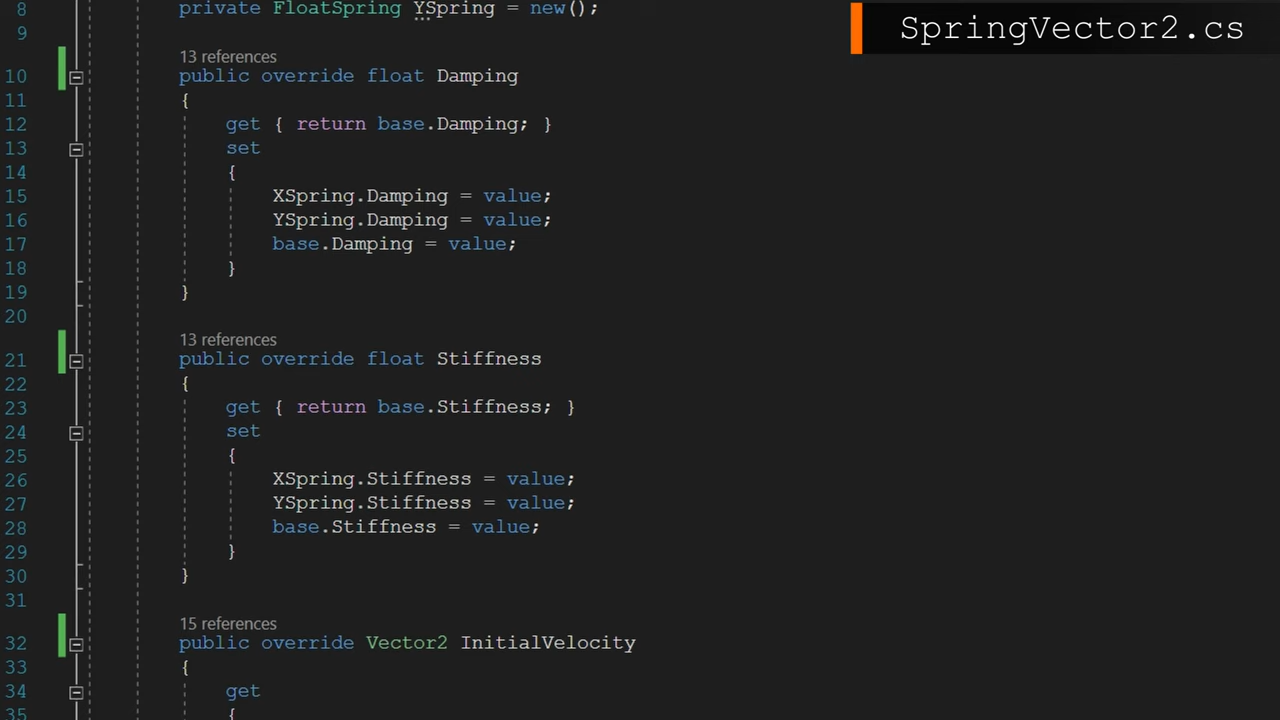 SpringVector2.cs
8 private FloatSpring YSpring = new();
9
13 references
10 public override float Damping
11 {
12 get { return base.Damping; }
13 set
14 {
15 XSpring.Damping = value;
16 YSpring.Damping = value;
17 base.Damping = value;
18 }
19 }
20
13 references
21 public override float Stiffness
22 {
23 get { return base.Stiffness; }
24 set
25 {
26 XSpring.Stiffness = value;
27 YSpring.Stiffness = value;
28 base.Stiffness = value;
29 }
30 }
31
15 references
32 public override Vector2 InitialVelocity
33 {
34 get
35 {